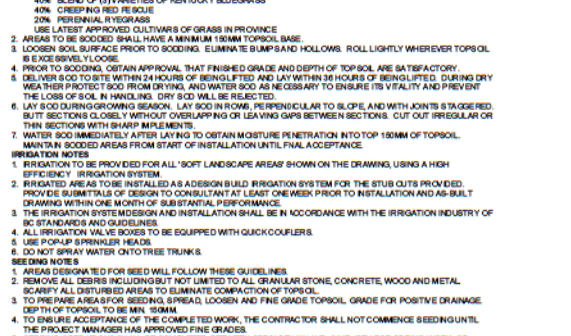 40% BLEND OF (3) VARIETIES OF KENTUCKY BLUEGRASS
40% CREEPING RED FESCUE
20% PERENNIAL RYEGRASS
USE LATEST APPROVED CULTIVARS OF GRASS IN PROVINCE
2. AREAS TO BE SODDED SHALL HAVE A MINIMUM 150MM TOPSOIL BASE.
3. LOOSEN SOIL SURFACE PRIOR TO SODDING. ELIMINATE BUMPS AND HOLLOWS. ROLL LIGHTLY WHEREVER TOPSOIL
IS EXCESSIVELY LOOSE.
4. PRIOR TO SODDING, OBTAIN APPROVAL THAT FINISHED GRADE AND DEPTH OF TOPSOIL ARE SATISFACTORY.
5. DELIVER SOD TO SITE WITHIN 24 HOURS OF BEING LIFTED AND LAY WITHIN 36 HOURS OF BEING LIFTED. DURING DRY
WEATHER PROTECT SOD FROM DRYING, AND WATER SOD AS NECESSARY TO ENSURE ITS VITALITY AND PREVENT
THE LOSS OF SOIL IN HANDLING. DRY SOD WILL BE REJECTED.
6. LAY SOD DURING GROWING SEASON. LAY SOD IN ROWS, PERPENDICULAR TO SLOPE, AND WITH JOINTS STAGGERED.
BUTT SECTIONS CLOSELY WITHOUT OVERLAPPING OR LEAVING GAPS BETWEEN SECTIONS. CUT OUT IRREGULAR OR
THIN SECTIONS WITH SHARP IMPLEMENTS.
7. WATER SOD IMMEDIATELY AFTER LAYING TO OBTAIN MOISTURE PENETRATION INTO TOP 150MM OF TOPSOIL.
MAINTAIN SODDED AREAS FROM START OF INSTALLATION UNTIL FINAL ACCEPTANCE.
IRRIGATION NOTES
1. IRRIGATION TO BE PROVIDED FOR ALL 'SOFT LANDSCAPE AREAS' SHOWN ON THE DRAWING, USING A HIGH
EFFICIENCY IRRIGATION SYSTEM.
2. IRRIGATED AREAS TO BE INSTALLED AS A DESIGN BUILD IRRIGATION SYSTEM FOR THE STUB CUTS PROVIDED.
PROVIDE SUBMITTALS OF DESIGN TO CONSULTANT AT LEAST ONE WEEK PRIOR TO INSTALLATION AND AS-BUILT
DRAWING WITHIN ONE MONTH OF SUBSTANTIAL PERFORMANCE.
3. THE IRRIGATION SYSTEM DESIGN AND INSTALLATION SHALL BE IN ACCORDANCE WITH THE IRRIGATION INDUSTRY OF
BC STANDARDS AND GUIDELINES.
4. ALL IRRIGATION VALVE BOXES TO BE EQUIPPED WITH QUICK COUPLERS.
5. USE POP-UP SPRINKLER HEADS.
6. DO NOT SPRAY WATER ONTO TREE TRUNKS.
SEEDING NOTES
1. AREAS DESIGNATED FOR SEED WILL FOLLOW THESE GUIDELINES.
2. REMOVE ALL DEBRIS INCLUDING BUT NOT LIMITED TO ALL GRANULAR STONE, CONCRETE, WOOD AND METAL
SCARIFY ALL DISTURBED AREAS TO ELIMINATE COMPACTION OF TOPSOIL.
3. TO PREPARE AREAS FOR SEEDING, SPREAD, LOOSEN AND FINE GRADE TOPSOIL. GRADE FOR POSITIVE DRAINAGE.
DEPTH OF TOPSOIL TO BE MIN. 150MM.
4. TO ENSURE ACCEPTANCE OF THE COMPLETED WORK, THE CONTRACTOR SHALL NOT COMMENCE SEEDING UNTIL
THE PROJECT MANAGER HAS APPROVED FINE GRADES.